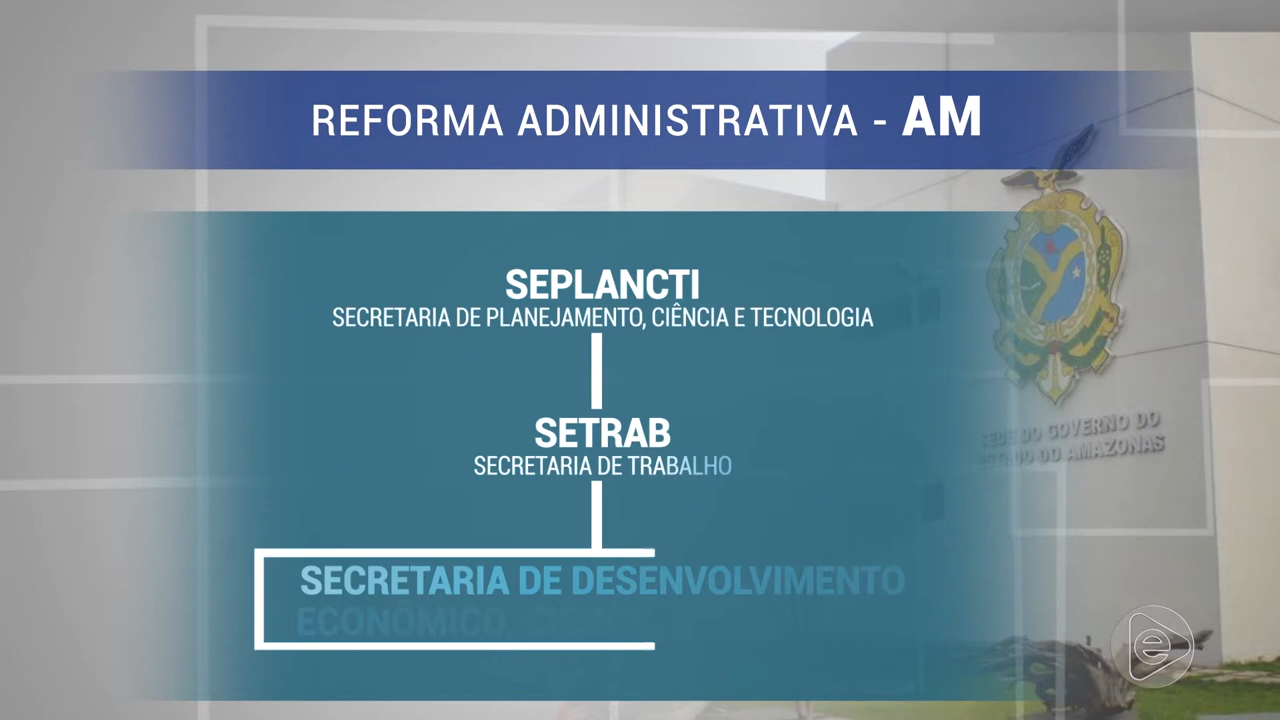 REFORMA ADMINISTRATIVA - AM
SEPLANCTI
SECRETARIA DE PLANEJAMENTO, CIÊNCIA E TECNOLOGIA
SETRAB
SECRETARIA DE TRABALHO
SECRETARIA DE DESENVOLVIMENTO
ECONÔMICO,
SEDE DO GOVERNO DO
ESTADO DO AMAZONAS
e